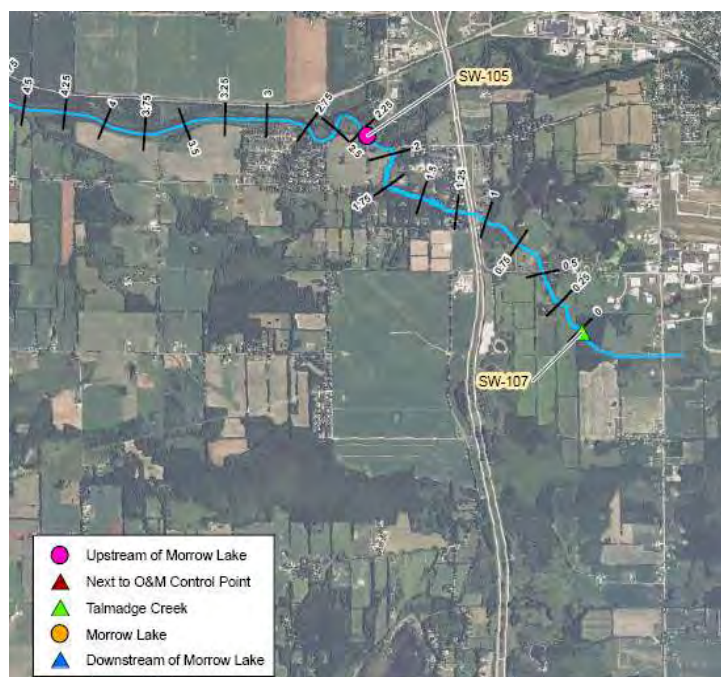 4.5
4.25
4
3.75
3.5
3.25
3
2.75
2.5
2.25
SW-105
2
1.75
1.5
1.25
1
0.75
0.5
0.25
0
SW-107
Upstream of Morrow Lake
Next to O&M Control Point
Talmadge Creek
Morrow Lake
Downstream of Morrow Lake